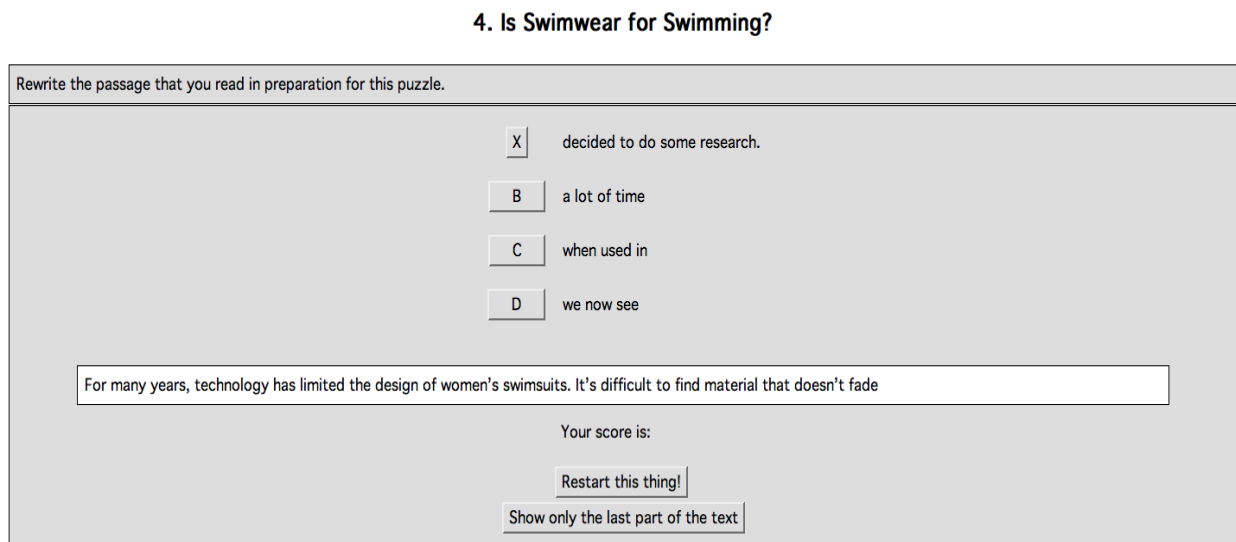 4. Is Swimwear for Swimming?
Rewrite the passage that you read in preparation for this puzzle.
X decided to do some research.
B a lot of time
C when used in
D we now see
For many years, technology has limited the design of women’s swimsuits. It’s difficult to find material that doesn’t fade
Your score is:
Restart this thing!
Show only the last part of the text